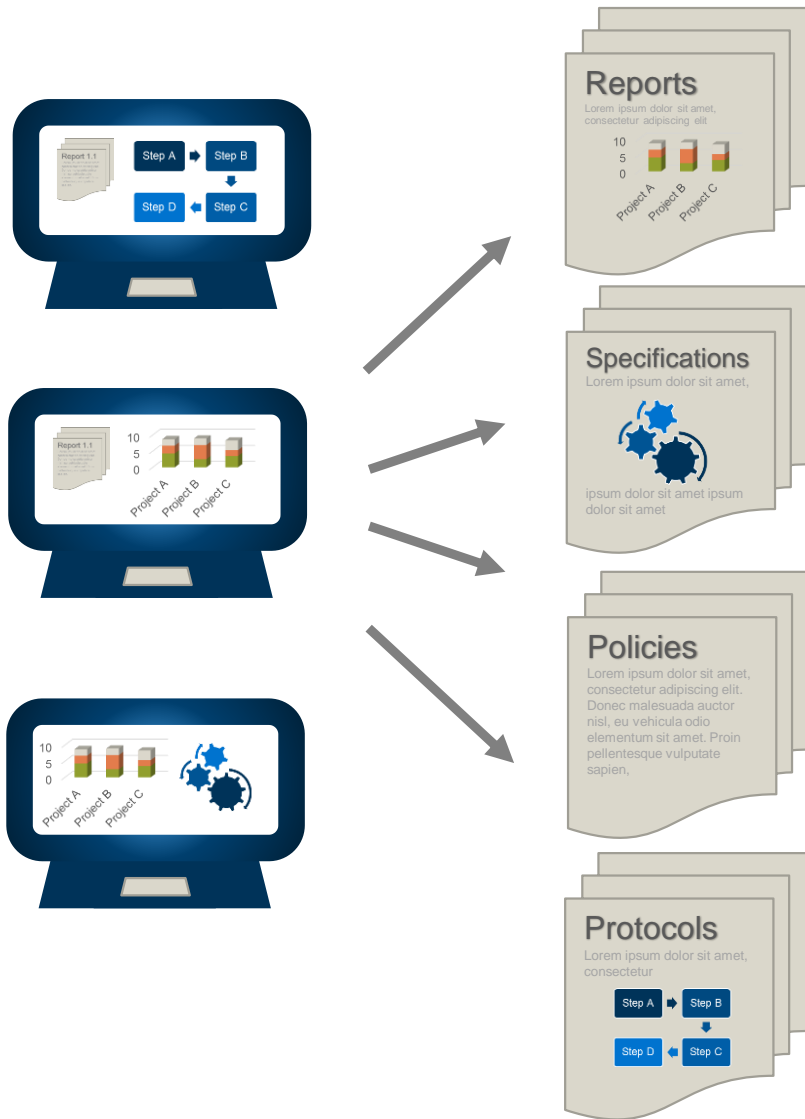 Report 1.1
Step A
Step B
Step D
Step C
Report 1.1
10
5
0
Project A
Project B
Project C
10
5
0
Project A
Project B
Project C
Reports
Lorem ipsum dolor sit amet,
consectetur adipiscing elit
10
5
0
Project A
Project B
Project C
Specifications
Lorem ipsum dolor sit amet,
ipsum dolor sit amet ipsum
dolor sit amet
Policies
Lorem ipsum dolor sit amet,
consectetur adipiscing elit.
Donec malesuada auctor
nisl, eu vehicula odio
elementum sit amet. Proin
pellentesque vulputate
sapien,
Protocols
Lorem ipsum dolor sit amet,
consectetur
Step A
Step B
Step D
Step C